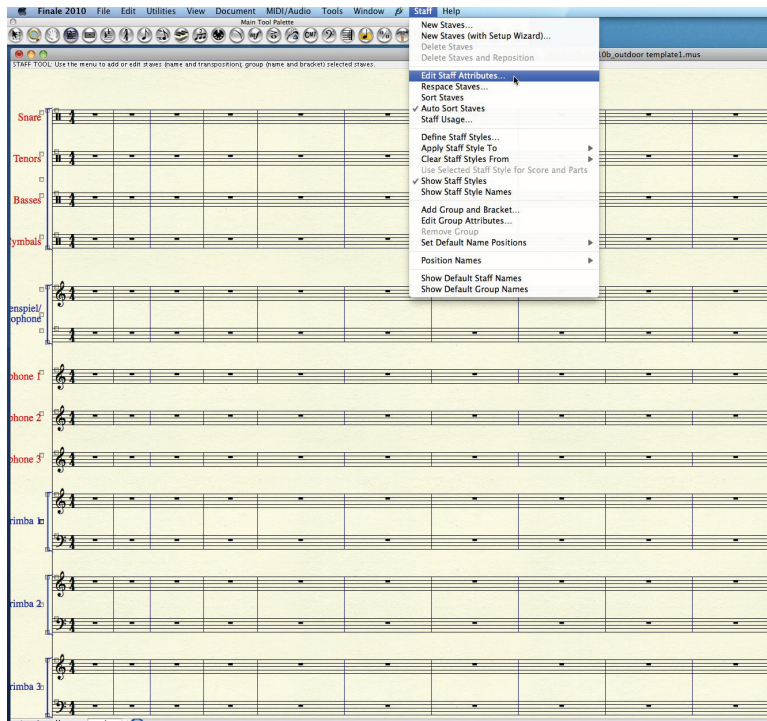 Finale 2010 File Edit Utilities View Document MIDI/Audio Tools Window Staff Help
Main Tool Palette
10b_outdoor template1.mus
STAFF TOOL: Use the menu to add or edit staves (name and transposition); group (name and bracket) selected staves.
New Staves...
New Staves (with Setup Wizard)...
Delete Staves
Delete Staves and Reposition
Edit Staff Attributes...
Respace Staves...
Sort Staves
✓ Auto Sort Staves
Staff Usage...
Define Staff Styles...
Apply Staff Style To
Clear Staff Styles From
Use Selected Staff Style for Score and Parts
✓ Show Staff Styles
Show Staff Style Names
Add Group and Bracket...
Edit Group Attributes...
Remove Group
Set Default Name Positions
Position Names
Show Default Staff Names
Show Default Group Names
Snare
Tenors
Basses
ymbals
enspiel/
ophone
phone 1
phone 2
phone 3
rimba 1
rimba 2
rimba 3